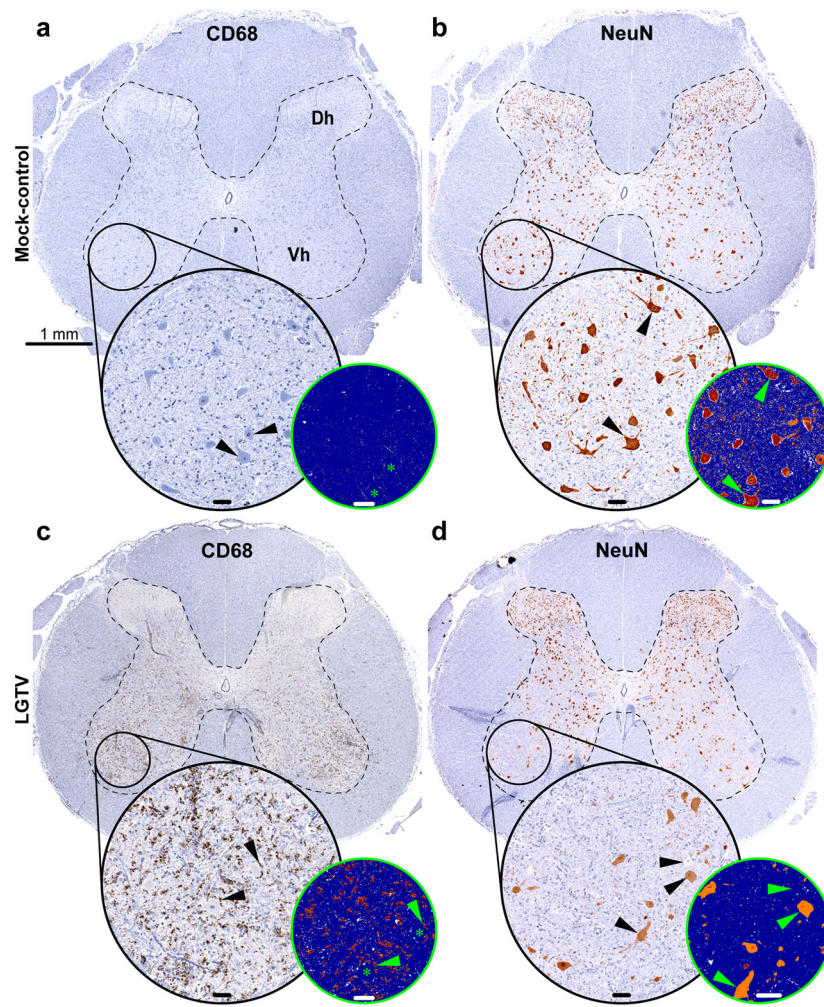 a
CD68
b
NeuN
Mock-control
Dh
Vh
1 mm
*
*
c
CD68
d
NeuN
LGTV
*
*